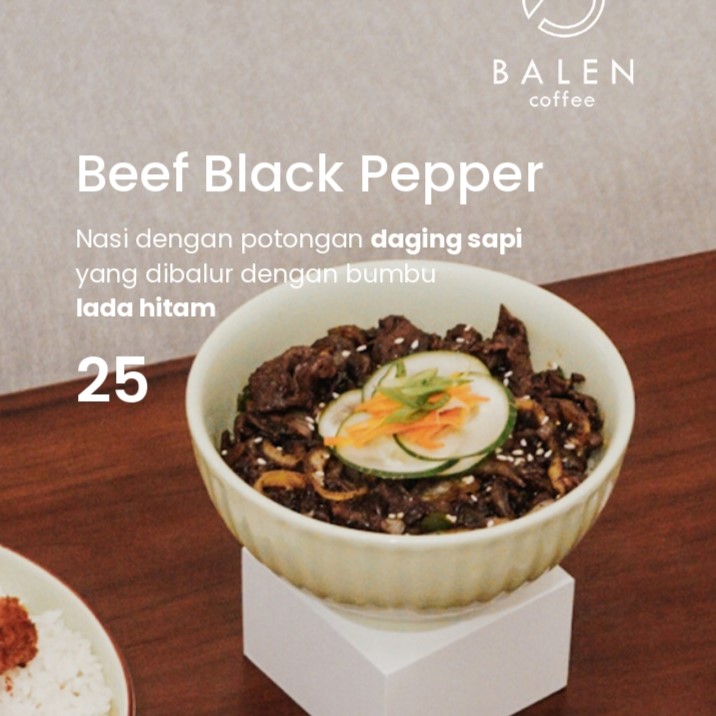 BALEN
coffee
Beef Black Pepper
Nasi dengan potongan daging sapi
yang dibalur dengan bumbu
lada hitam
25